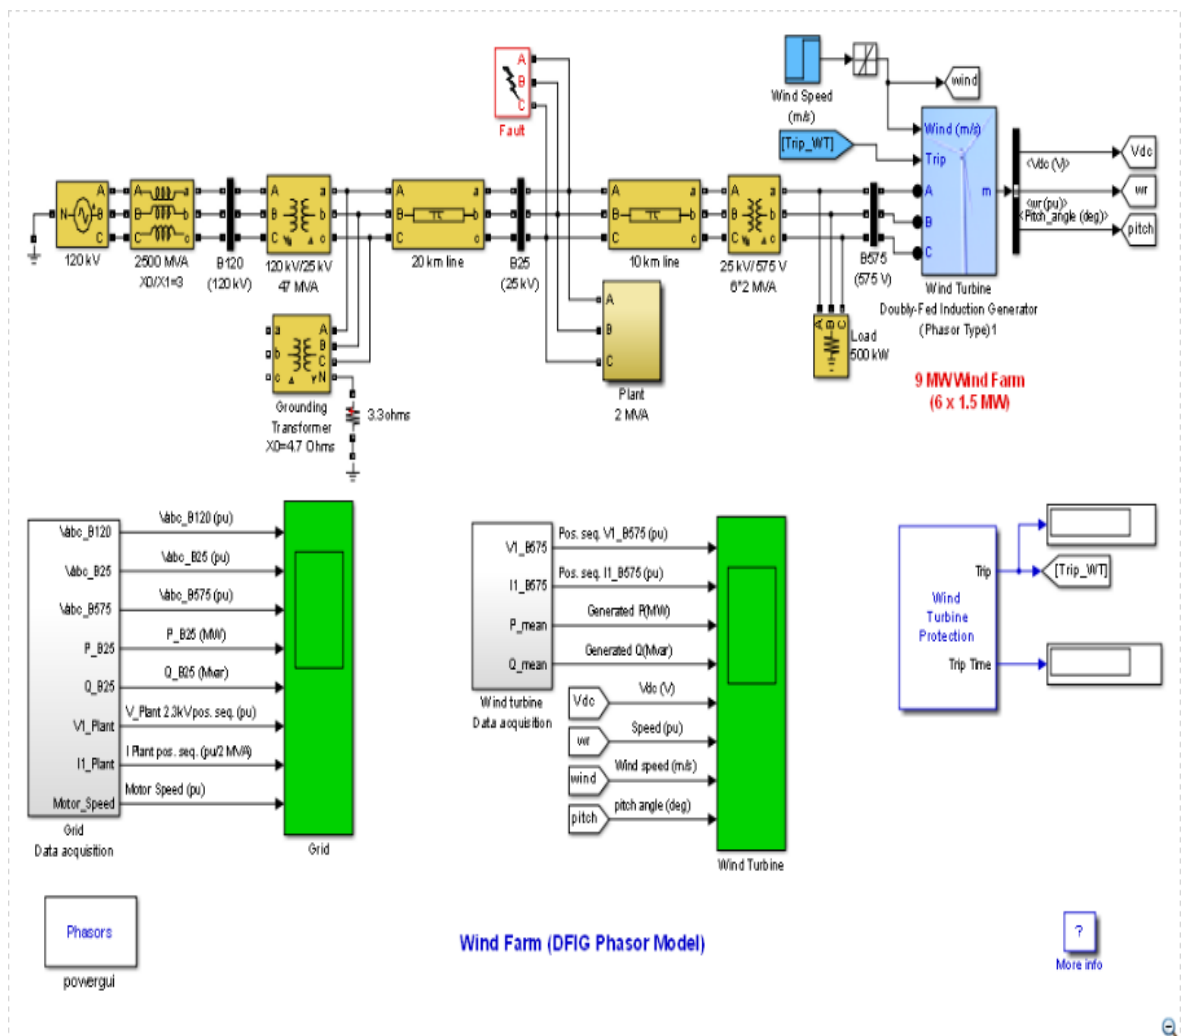 A
B
C
Fault
Wind Speed
(m/s)
wind
[Trip_WT]
Wind (m/s)
Trip
A
B
C
m
<Vdc (V)>
<wr (pu)>
<Pitch_angle (deg)>
Vdc
wr
pitch
N
A
B
C
120 kV
A
B
C
a
b
c
2500 MVA
X0/X1=3
B120
(120 kV)
A
B
C
a
b
c
120 kV/25 kV
47 MVA
A
B
C
a
b
c
20 km line
B25
(25 kV)
A
B
C
a
b
c
10 km line
A
B
C
a
b
c
25 kV/575 V
6*2 MVA
B575
(575 V)
Wind Turbine
Doubly-Fed Induction Generator
(Phasor Type)1
A
B
C
Load
500 kW
9 MW Wind Farm
(6 x 1.5 MW)
a
b
c
A
B
C
N
Grounding
Transformer
X0=4.7 Ohms
3.3ohms
A
B
C
Plant
2 MVA
Vabc_B120
Vabc_B25
Vabc_B575
P_B25
Q_B25
V1_Plant
I1_Plant
Motor_Speed
Grid
Data acquisition
Vabc_B120 (pu)
Vabc_B25 (pu)
Vabc_B575 (pu)
P_B25 (MW)
Q_B25 (Mvar)
V_Plant 2.3kV pos. seq. (pu)
I Plant pos. seq. (pu/2 MVA)
Motor Speed (pu)
Grid
V1_B575
I1_B575
P_mean
Q_mean
Wind turbine
Data acquisition
Pos. seq. V1_B575 (pu)
Pos. seq. I1_B575 (pu)
Generated P(MW)
Generated Q(Mvar)
Vdc
Vdc (V)
wr
Speed (pu)
wind
Wind speed (m/s)
pitch
pitch angle (deg)
Wind Turbine
Wind
Turbine
Protection
Trip
Trip Time
[Trip_WT]
Phasors
powergui
Wind Farm (DFIG Phasor Model)
?
More info